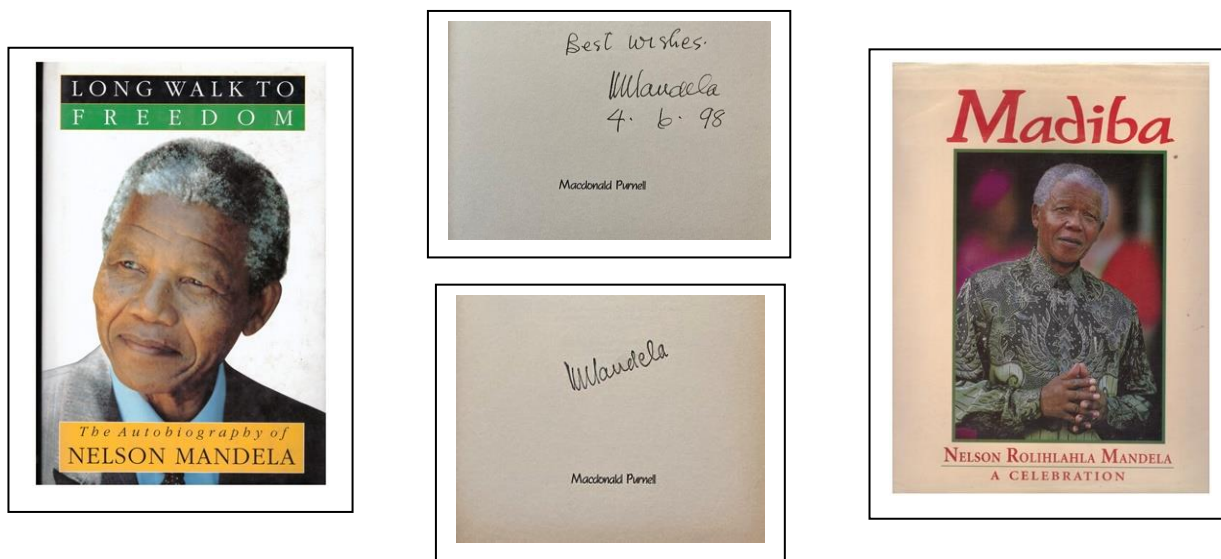 LONG WALK TO
FREEDOM
The Autobiography of
NELSON MANDELA
Best wishes.
NMandela
4. 6. 98
Macdonald Purnell
NMandela
Macdonald Purnell
Madiba
NELSON ROLIHLAHLA MANDELA
A CELEBRATION